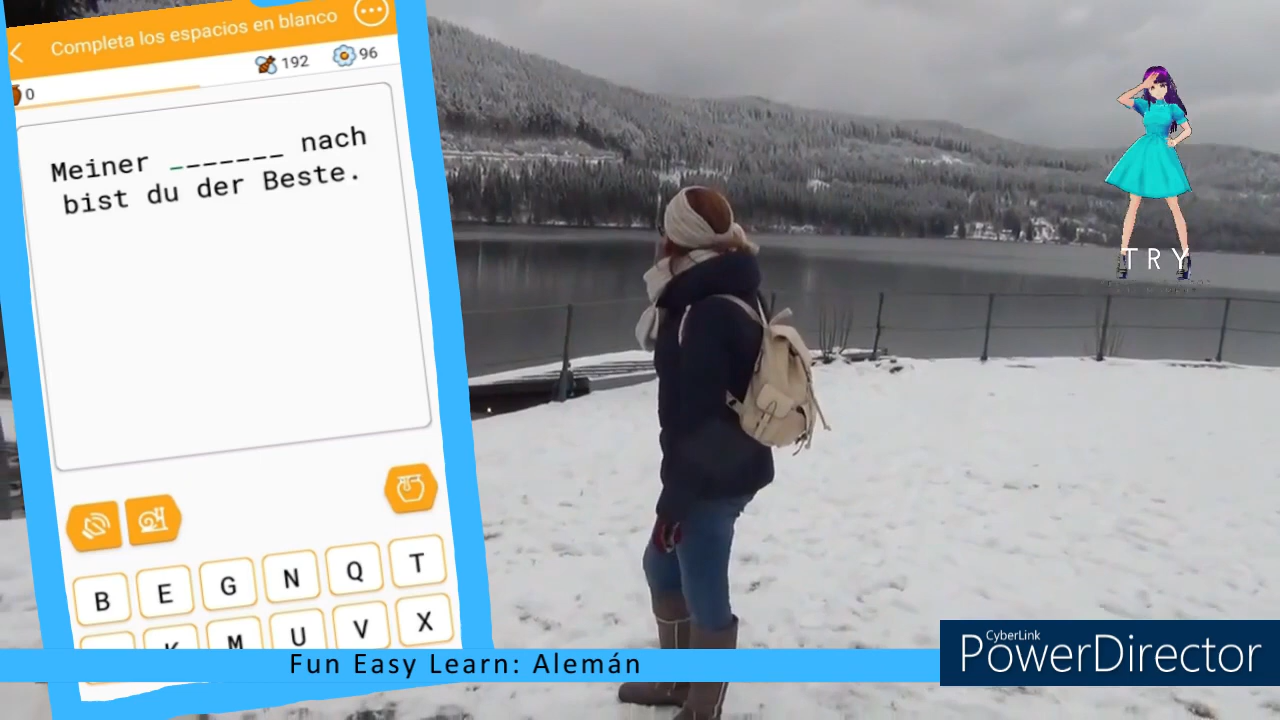 Completa los espacios en blanco
192
96
0
Meiner _______ nach
bist du der Beste.
B E G N Q T
K M U V X
Fun Easy Learn: Alemán
TRY
CyberLink
PowerDirector